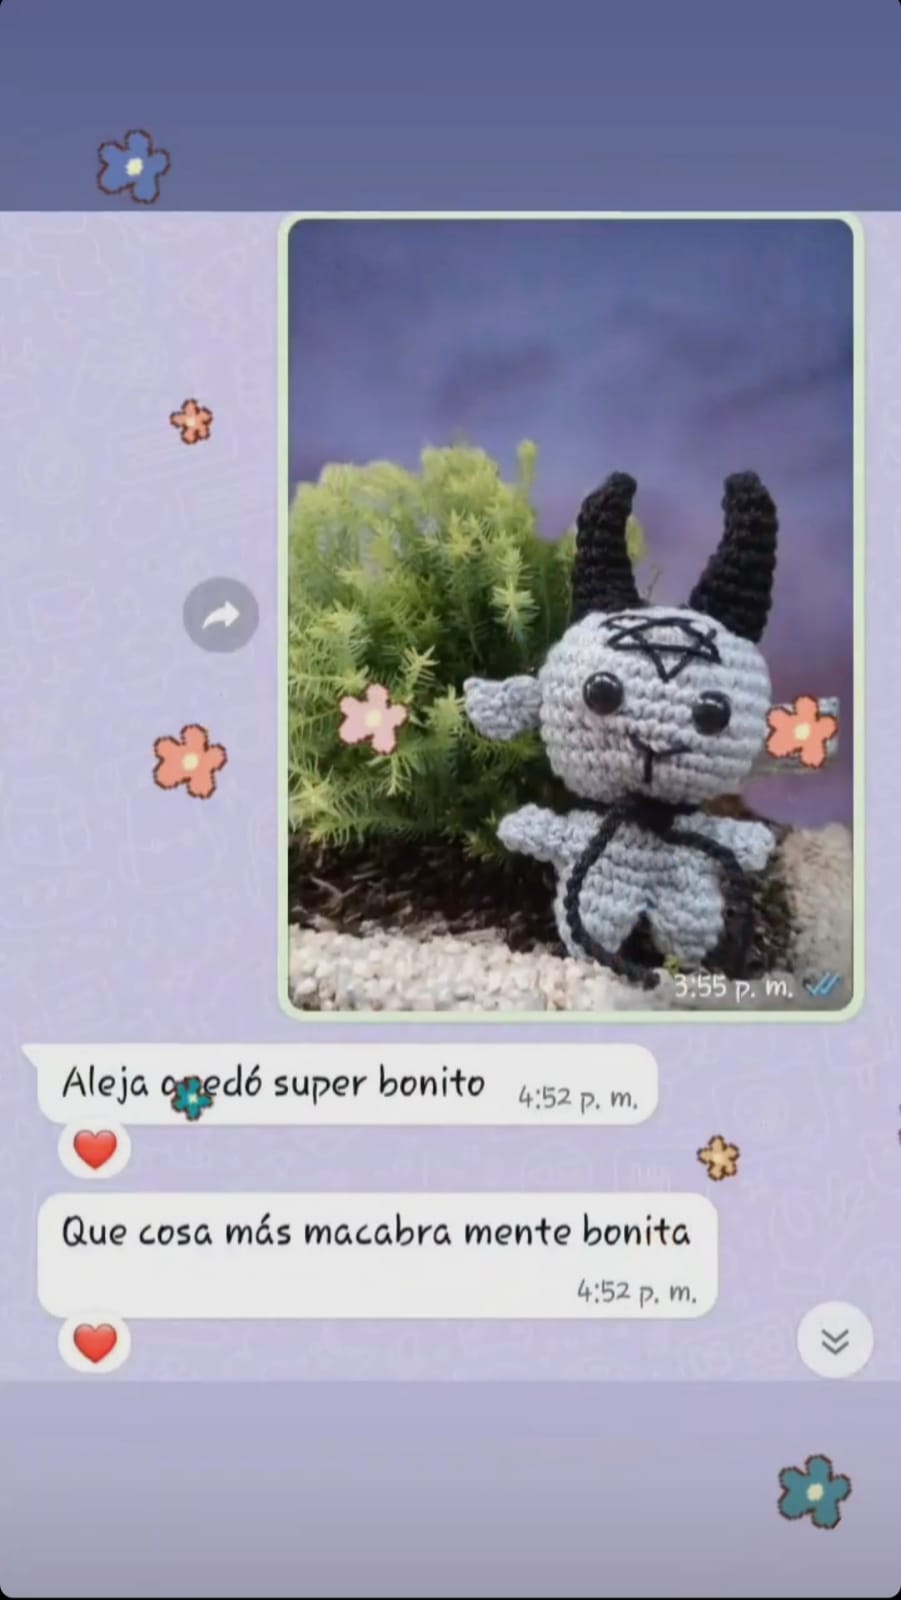 3:55 p. m.
Aleja quedó super bonito
4:52 p. m.
Que cosa más macabra mente bonita
4:52 p. m.